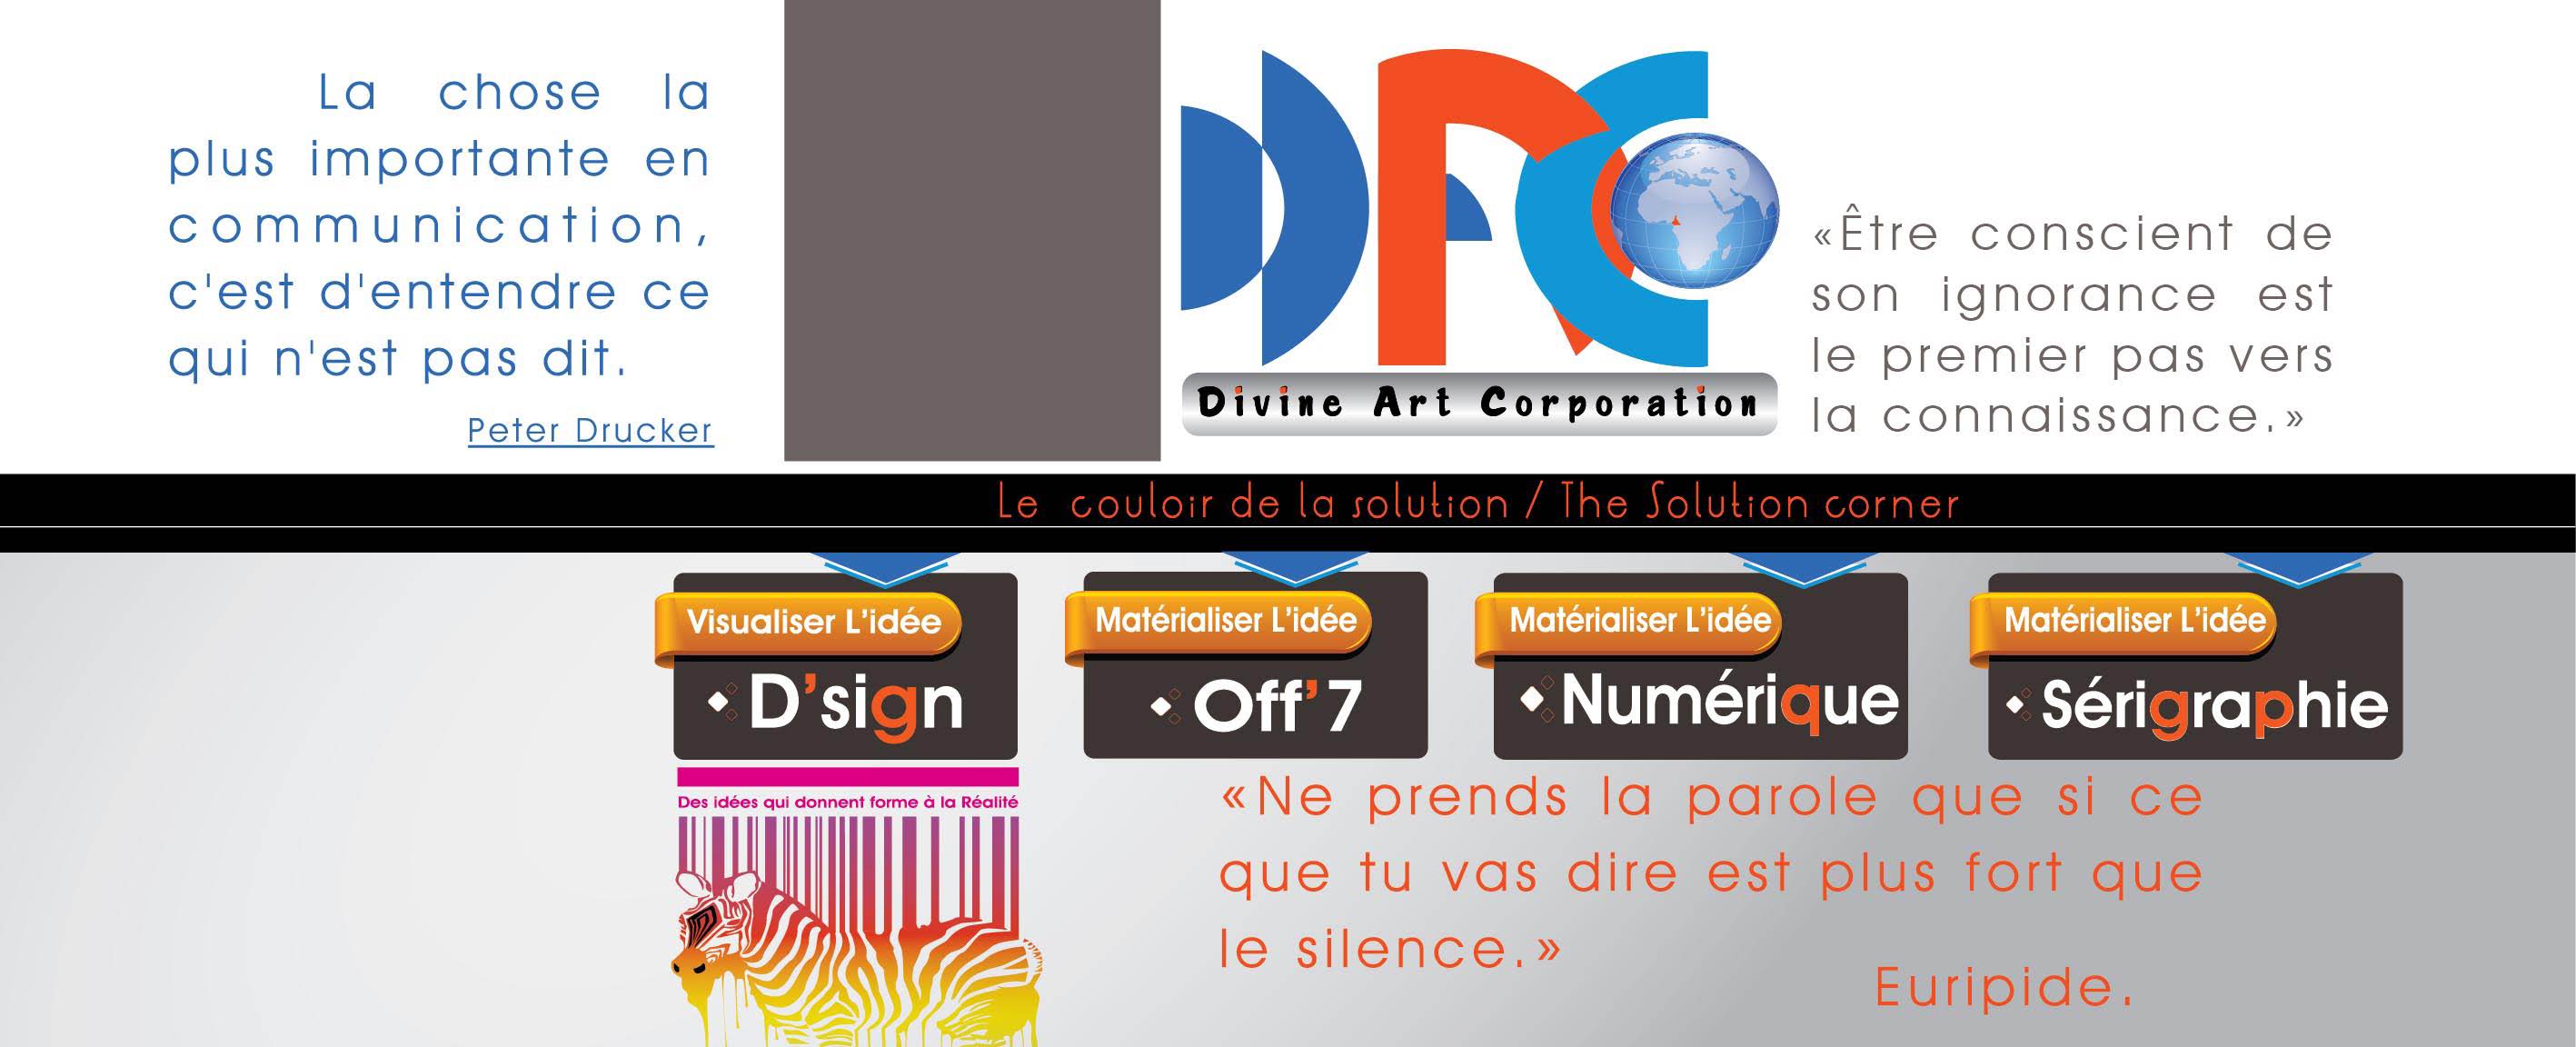 La chose la
plus importante en
communication,
c'est d'entendre ce
qui n'est pas dit.
Peter Drucker
DAC
Divine Art Corporation
«Être conscient de
son ignorance est
le premier pas vers
la connaissance.»
Le couloir de la solution / The Solution corner
Visualiser L'idée
D'sign
Matérialiser L'idée
Off'7
Matérialiser L'idée
Numérique
Matérialiser L'idée
Sérigraphie
Des idées qui donnent forme à la Réalité
«Ne prends la parole que si ce
que tu vas dire est plus fort que
le silence.»
Euripide.